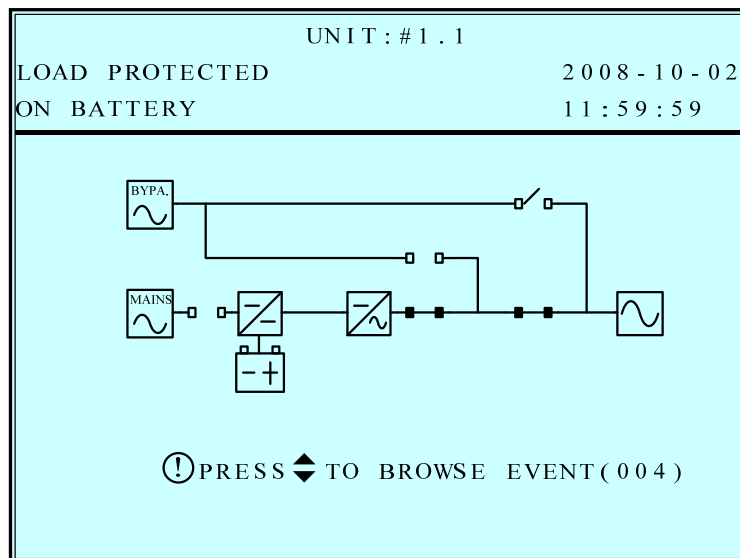 UNIT:#1.1
LOAD PROTECTED 2008-10-02
ON BATTERY 11:59:59
BYPA.
MAINS
PRESS TO BROWSE EVENT(004)